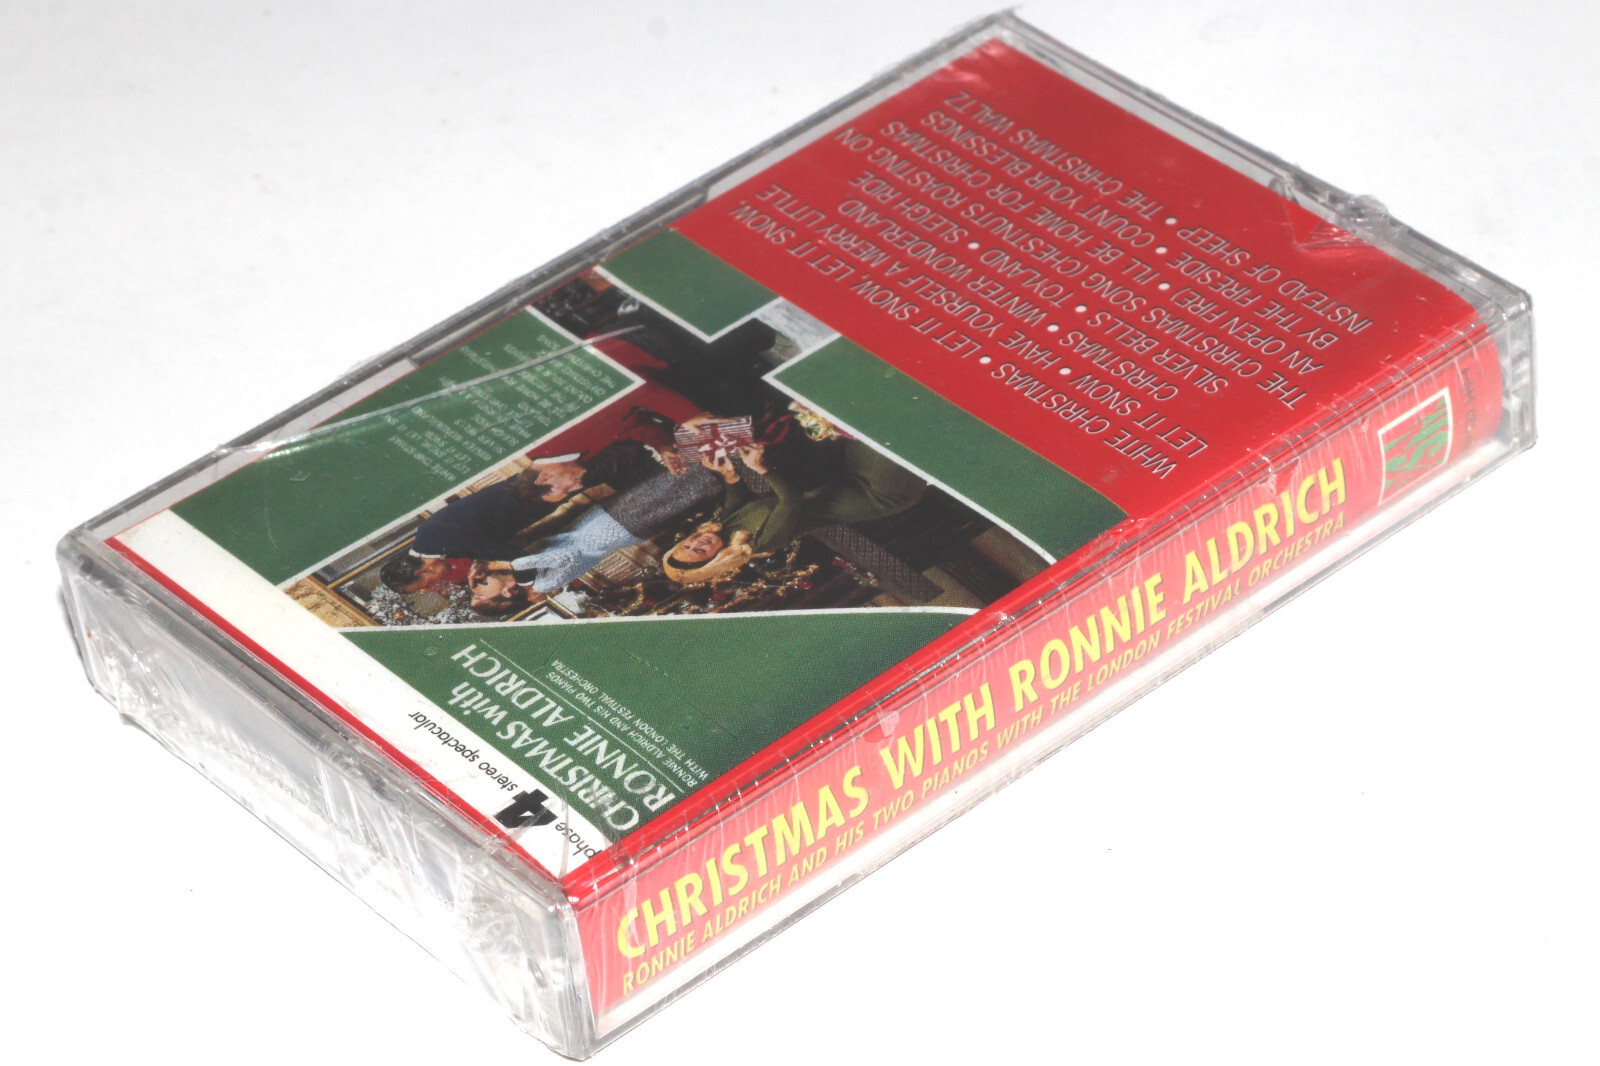 CHRISTMAS WITH RONNIE ALDRICH
RONNIE ALDRICH AND HIS TWO PIANOS WITH THE LONDON FESTIVAL ORCHESTRA
WHITE CHRISTMAS • LET IT SNOW, LET IT SNOW,
LET IT SNOW • HAVE YOURSELF A MERRY LITTLE
CHRISTMAS • WINTER WONDERLAND
SILVER BELLS • TOYLAND • SLEIGH RIDE
THE CHRISTMAS SONG (CHESTNUTS ROASTING ON
AN OPEN FIRE) • I'LL BE HOME FOR CHRISTMAS
BY THE FIRESIDE • COUNT YOUR BLESSINGS
INSTEAD OF SHEEP • THE CHRISTMAS WALTZ
phase 4 stereo spectacular
CHRISTMAS with
RONNIE ALDRICH
RONNIE ALDRICH AND HIS TWO PIANOS
WITH THE LONDON FESTIVAL ORCHESTRA